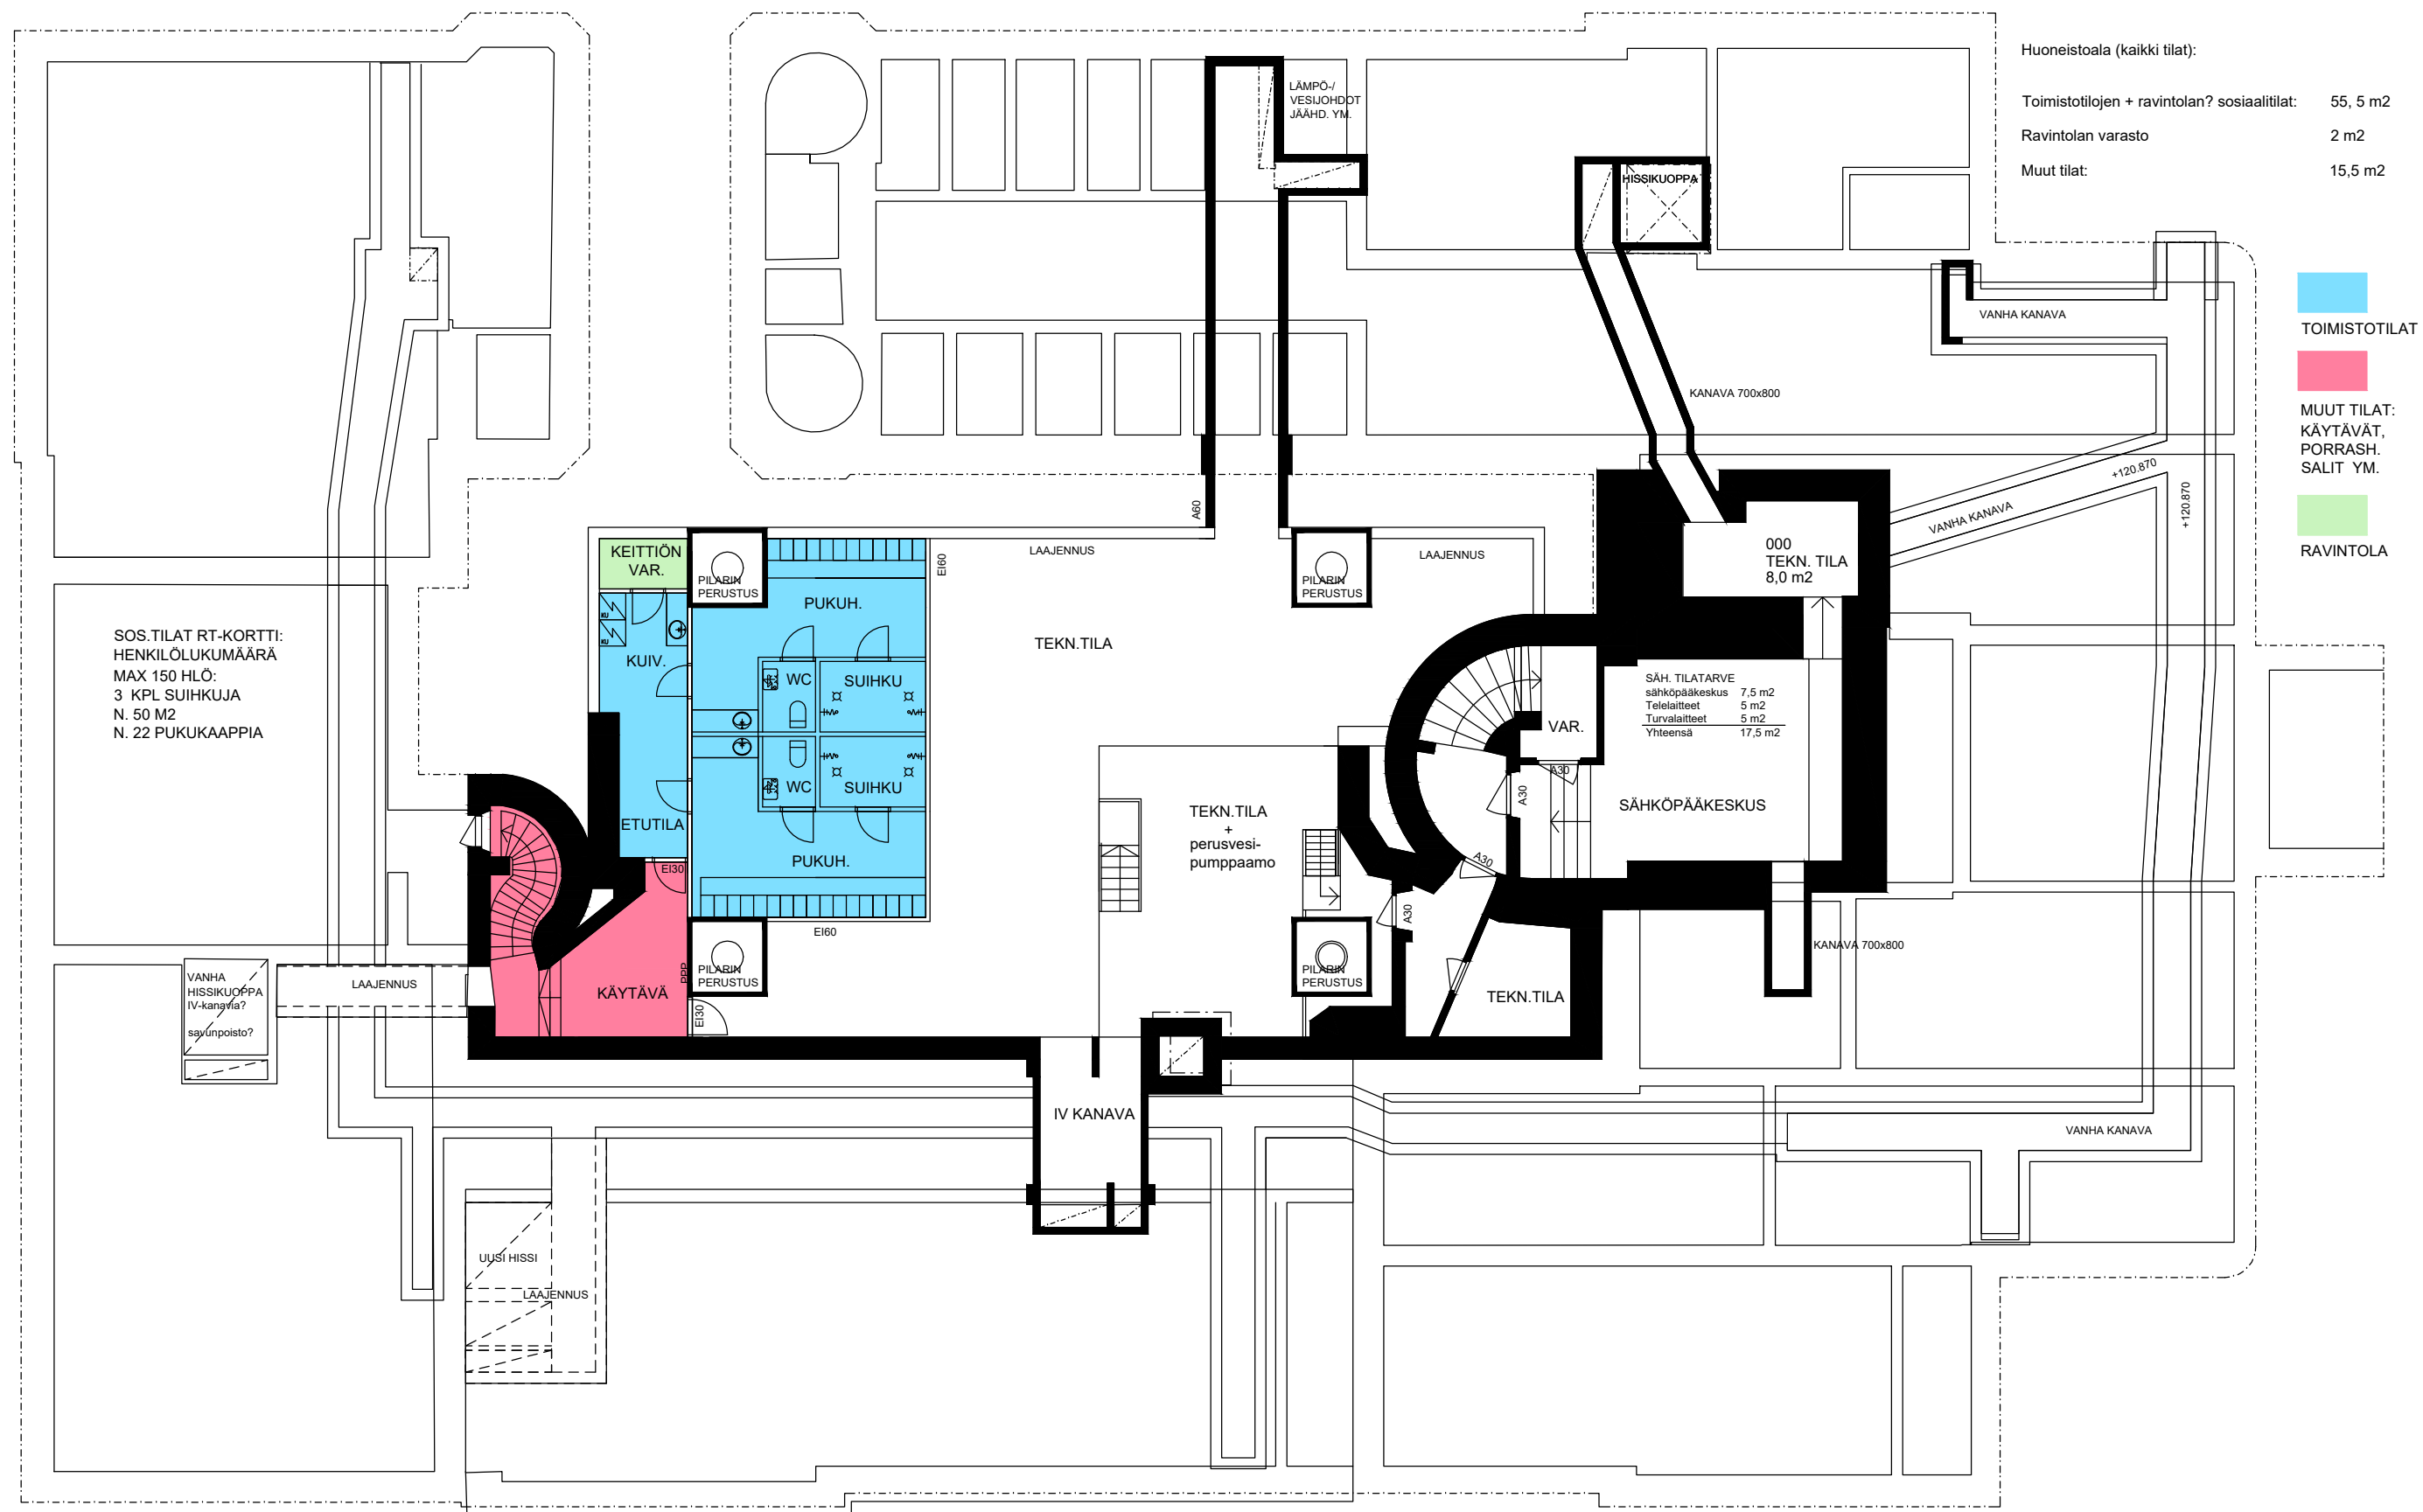 Huoneistoala (kaikki tilat):
Toimistotilojen + ravintolan? sosiaalitilat: 55, 5 m2
Ravintolan varasto 2 m2
Muut tilat: 15,5 m2
TOIMISTOTILAT
MUUT TILAT:
KÄYTÄVÄT,
PORRASH.
SALIT YM.
RAVINTOLA
LÄMPÖ-/
VESIJOHDOT
JÄÄHD. YM.
HISSIKUOPPA
VANHA KANAVA
KANAVA 700x800
+120.870
VANHA KANAVA
+120.870
A60
LAAJENNUS
LAAJENNUS
EI60
KEITTIÖN
VAR.
PILARIN
PERUSTUS
PILARIN
PERUSTUS
000
TEKN. TILA
8,0 m2
PUKUH.
TEKN.TILA
SOS.TILAT RT-KORTTI:
HENKILÖLUKUMÄÄRÄ
MAX 150 HLÖ:
3 KPL SUIHKUJA
N. 50 M2
N. 22 PUKUKAAPPIA
KUIV.
WC
SUIHKU
SÄH. TILATARVE
sähköpääkeskus 7,5 m2
Telelaitteet 5 m2
Turvalaitteet 5 m2
Yhteensä 17,5 m2
VAR.
A30
A30
WC
SUIHKU
SÄHKÖPÄÄKESKUS
ETUTILA
TEKN.TILA
+
perusvesi-
pumppaamo
PUKUH.
EI30
A30
A30
EI60
KANAVA 700x800
PILARIN
PERUSTUS
PILARIN
PERUSTUS
PPP
KÄYTÄVÄ
EI30
TEKN.TILA
VANHA
HISSIKUOPPA
IV-kanavia?
savunpoisto?
LAAJENNUS
IV KANAVA
VANHA KANAVA
UUSI HISSI
LAAJENNUS